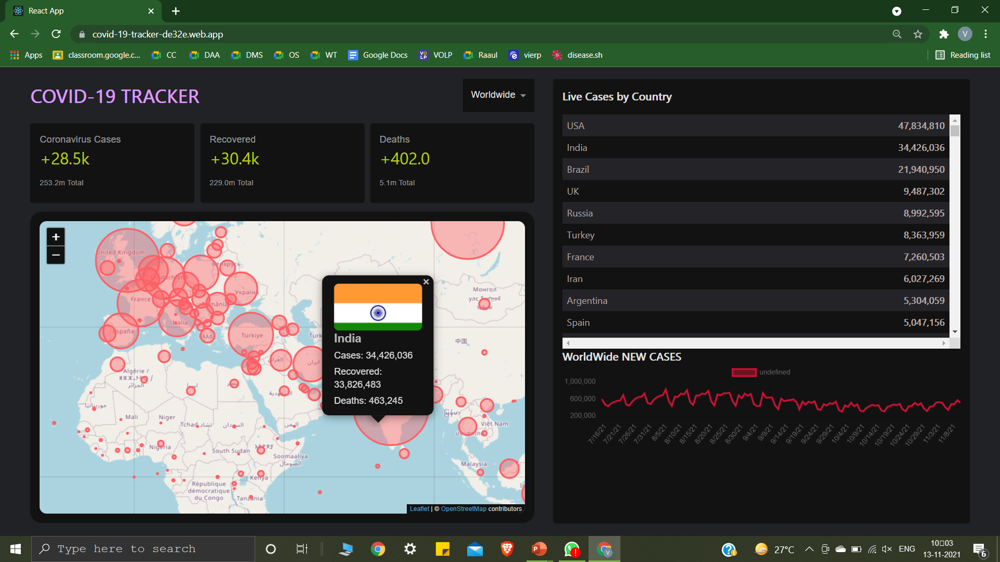 React App
covid-19-tracker-de32e.web.app
V
Apps
classroom.google.c...
CC
DAA
DMS
OS
WT
Google Docs
VOLP
Raaul
vierp
disease.sh
Reading list
COVID-19 TRACKER
Worldwide
Coronavirus Cases
+28.5k
253.2m Total
Recovered
+30.4k
229.0m Total
Deaths
+402.0
5.1m Total
+
−
United Kingdom
Беларусь
Deutschland
Україна
France
România
Italia
España
Türkiye
Ελλάς
العراق
ایران
Algérie /
الجزائر
ليبيا
السعودية
موريتانيا
Mali
Niger
Tchad تشاد
السودان
اليمن
Nigeria
South Sudan
Soomaaliya
الصومال
Kenya
République
démocratique
du Congo
Tanzania
Монгол
улс
中国
Việt Nam
Malaysia
India
Cases: 34,426,036
Recovered:
33,826,483
Deaths: 463,245
Leaflet | © OpenStreetMap contributors
Live Cases by Country
USA 47,834,810
India 34,426,036
Brazil 21,940,950
UK 9,487,302
Russia 8,992,595
Turkey 8,363,959
France 7,260,503
Iran 6,027,269
Argentina 5,304,059
Spain 5,047,156
WorldWide NEW CASES
undefined
1,000,000
600,000
200,000
7/16/21
7/21/21
7/26/21
7/31/21
8/5/21
8/10/21
8/15/21
8/20/21
8/25/21
8/30/21
9/4/21
9/9/21
9/14/21
9/19/21
9/24/21
9/29/21
10/4/21
10/9/21
10/14/21
10/19/21
10/24/21
10/29/21
11/3/21
11/8/21
Type here to search
27°C
ENG
10▯03
13-11-2021
6